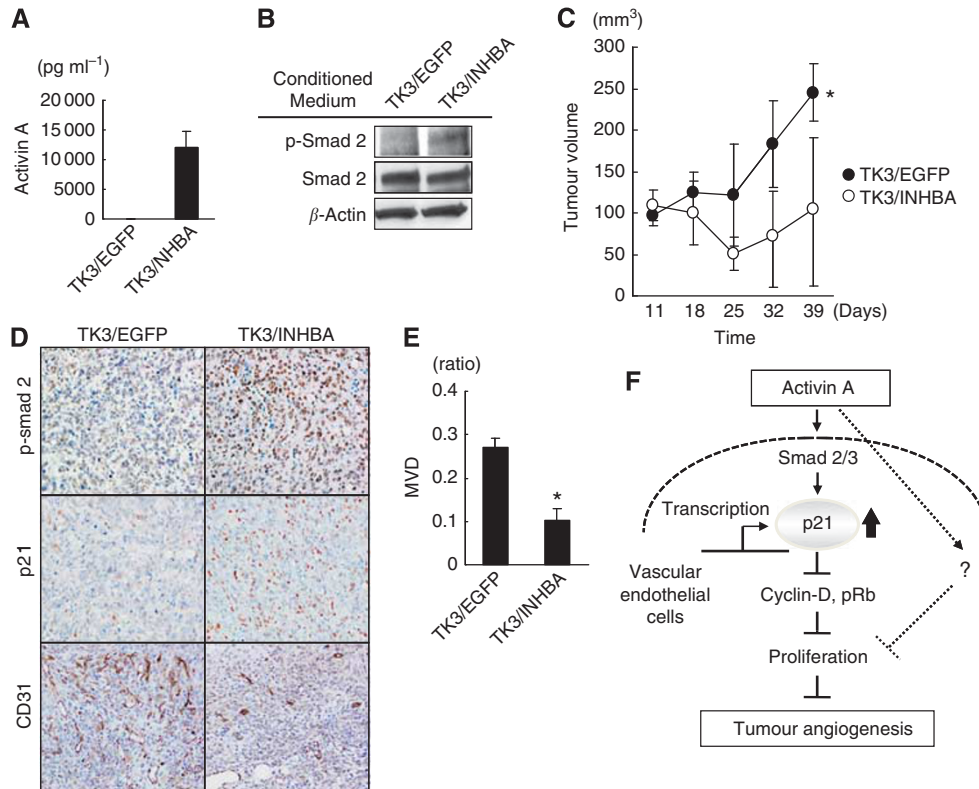 A
(pg ml⁻¹)
Activin A
20 000
15 000
10 000
5000
0
TK3/EGFP
TK3/NHBA
B
Conditioned
Medium
TK3/EGFP
TK3/INHBA
p-Smad 2
Smad 2
β-Actin
C
(mm³)
Tumour volume
300
250
200
150
100
50
0
*
TK3/EGFP
TK3/INHBA
11 18 25 32 39 (Days)
Time
D
TK3/EGFP TK3/INHBA
p-smad 2
p21
CD31
E
(ratio)
MVD
0.4
0.3
0.2
0.1
0
*
TK3/EGFP
TK3/INHBA
F
Activin A
Smad 2/3
Transcription
p21
?
Vascular
endothelial
cells
Cyclin-D, pRb
Proliferation
Tumour angiogenesis